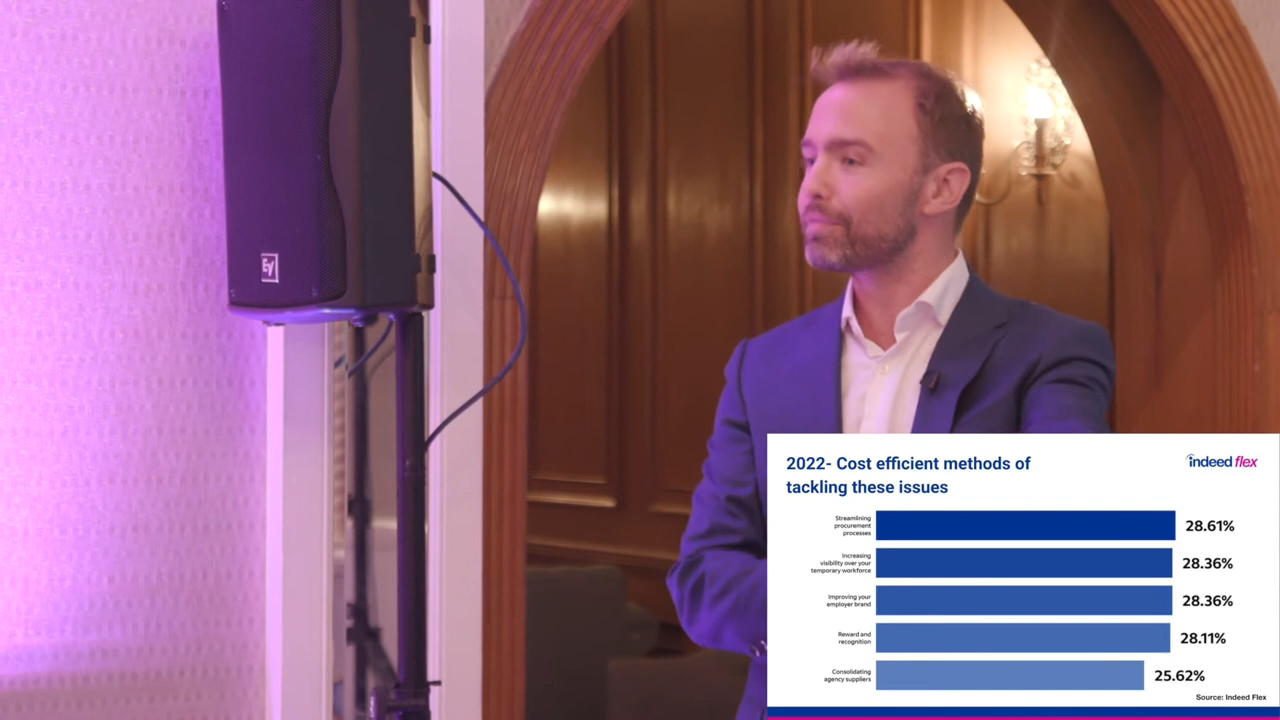 EV
2022- Cost efficient methods of
tackling these issues
indeed flex
Streamlining
procurement
processes
28.61%
Increasing
visibility over your
temporary workforce
28.36%
Improving your
employer brand
28.36%
Reward and
recognition
28.11%
Consolidating
agency suppliers
25.62%
Source: Indeed Flex